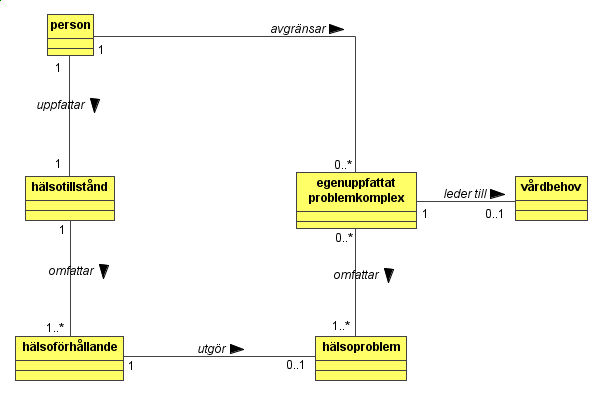 person
1
avgränsar
1
uppfattar
1
0..*
hälsotillstånd
egenuppfattat
problemkomplex
leder till
vårdbehov
1
0..1
1
0..*
omfattar
omfattar
1..*
1..*
hälsoförhållande
utgör
hälsoproblem
1
0..1